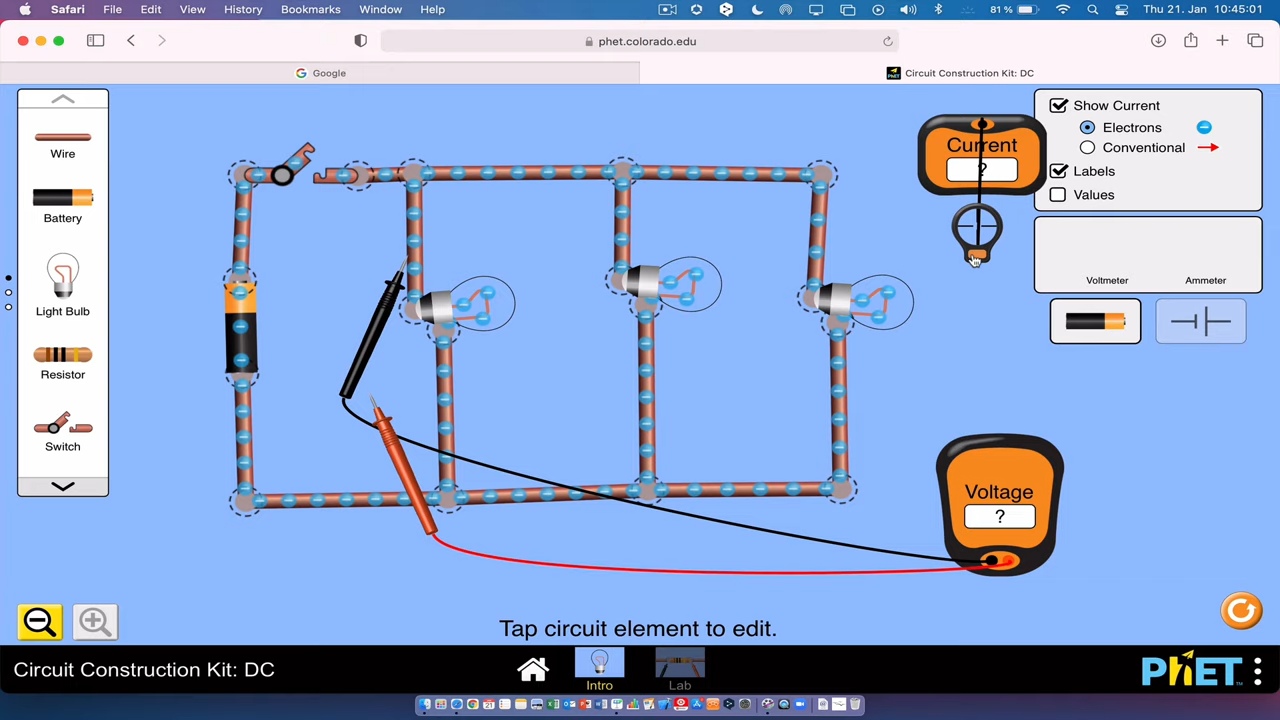 Safari File Edit View History Bookmarks Window Help 81 % Thu 21. Jan 10:45:01
phet.colorado.edu
Google
PhET Circuit Construction Kit: DC
Wire
Battery
Light Bulb
Resistor
Switch
Current
?
Show Current
Electrons
Conventional
Labels
Values
Voltmeter Ammeter
Voltage
?
Tap circuit element to edit.
Circuit Construction Kit: DC
Intro
Lab
PhET